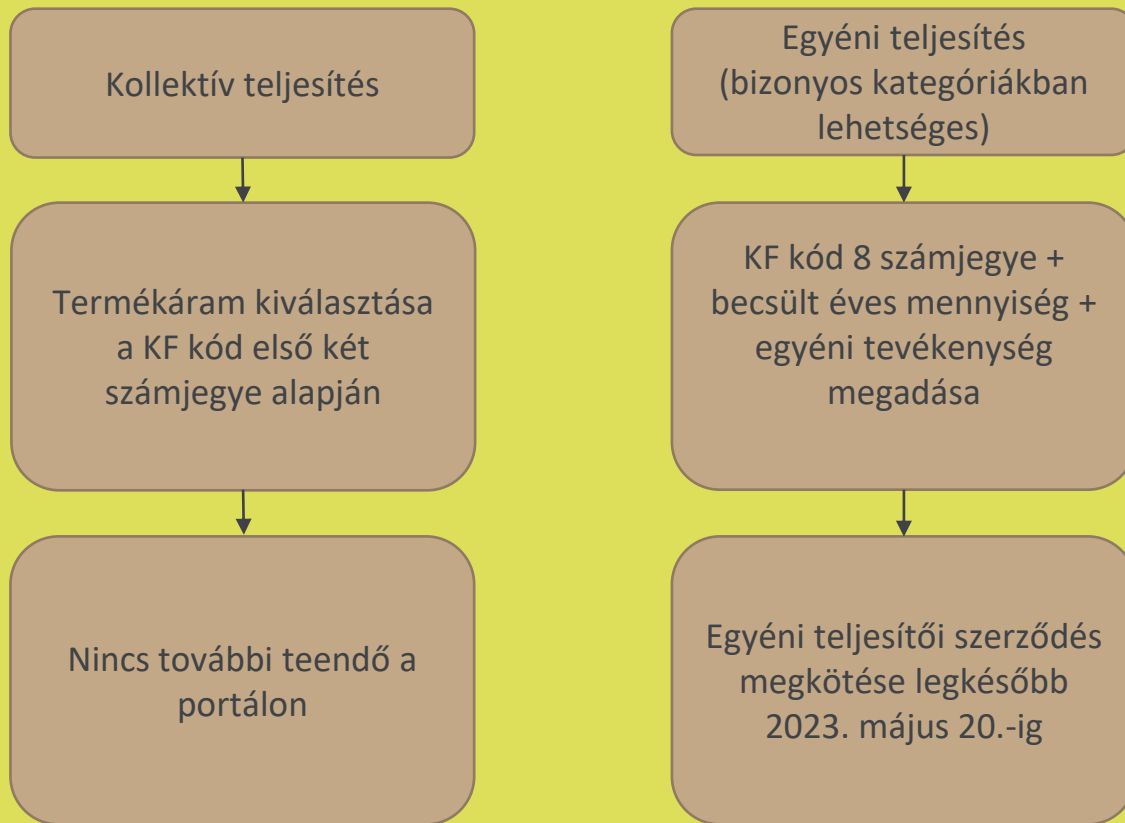 Kollektív teljesítés
Termékáram kiválasztása
a KF kód első két
számjegye alapján
Nincs további teendő a
portálon
Egyéni teljesítés
(bizonyos kategóriákban
lehetséges)
KF kód 8 számjegye +
becsült éves mennyiség +
egyéni tevékenység
megadása
Egyéni teljesítői szerződés
megkötése legkésőbb
2023. május 20.-ig